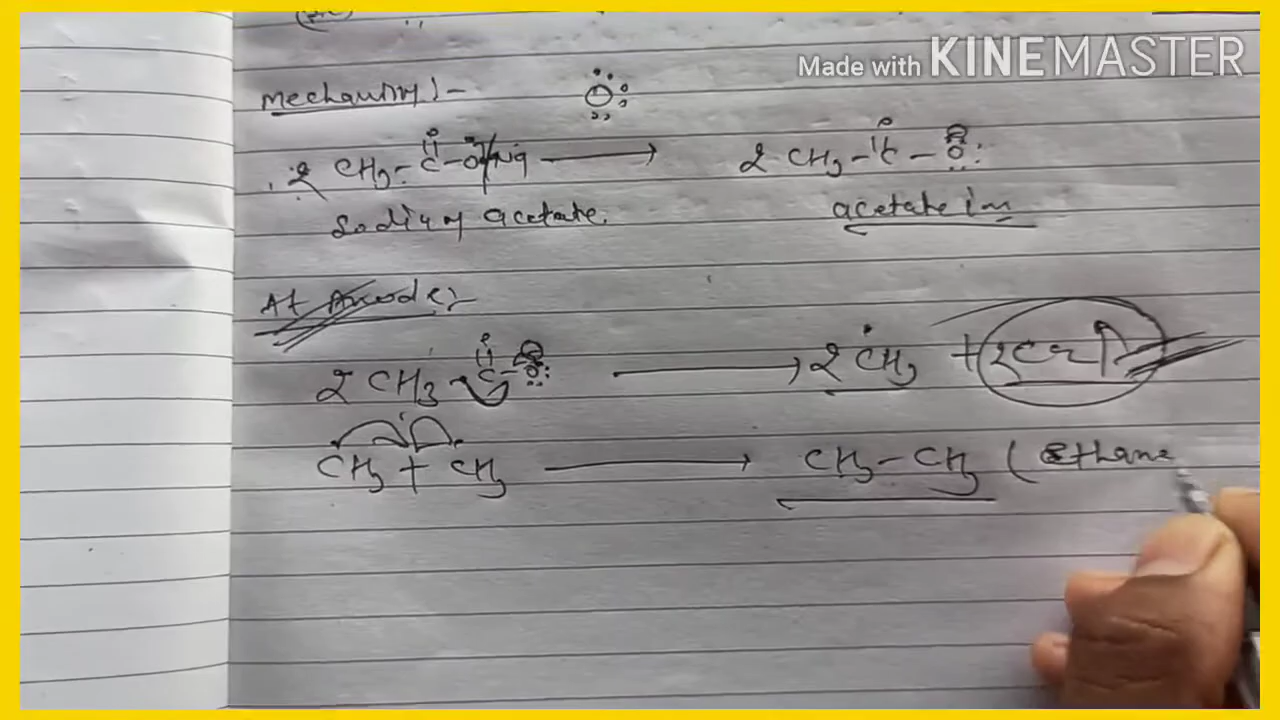 Made with KINEMASTER
Mechanism :-
2 CH3-C-O Na → 2 CH3-C-O
O O
Sodium acetate. acetate ion
At Anode :-
O
2 CH3-C-O: → 2 CH3 + 2CO2↑
CH3 + CH3 → CH3-CH3 (Ethane